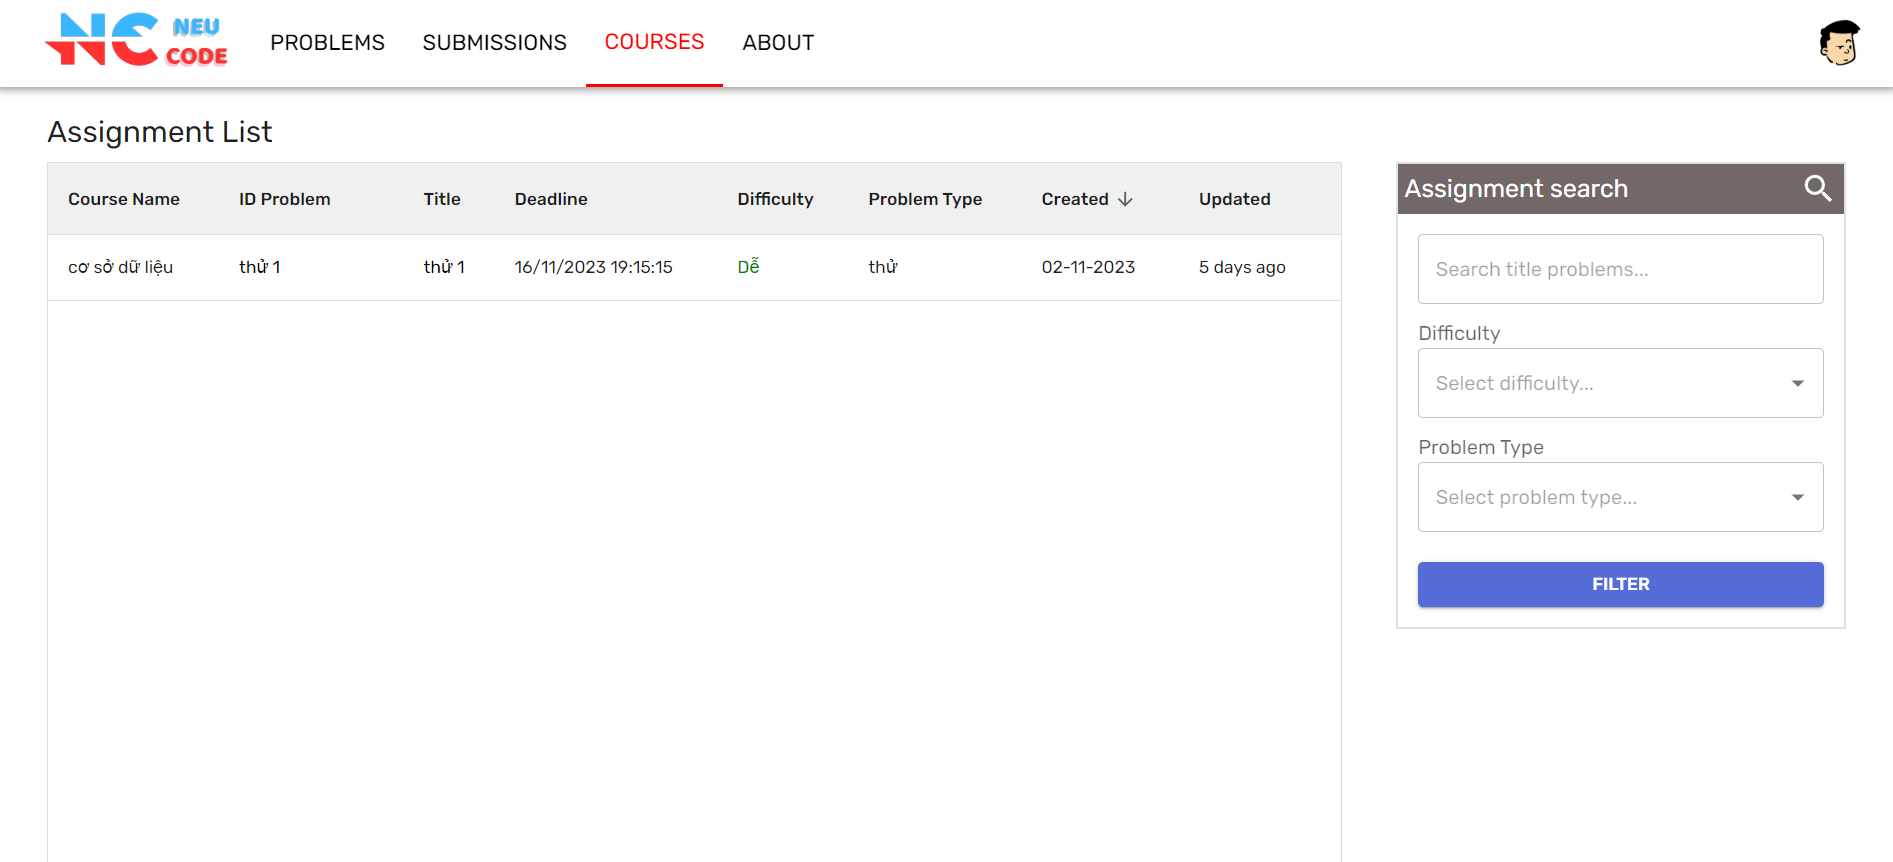 NC NEU CODE
PROBLEMS SUBMISSIONS COURSES ABOUT
Assignment List
Course Name ID Problem Title Deadline Difficulty Problem Type Created Updated
cơ sở dữ liệu thử 1 thử 1 16/11/2023 19:15:15 Dễ thử 02-11-2023 5 days ago
Assignment search
Search title problems...
Difficulty
Select difficulty...
Problem Type
Select problem type...
FILTER